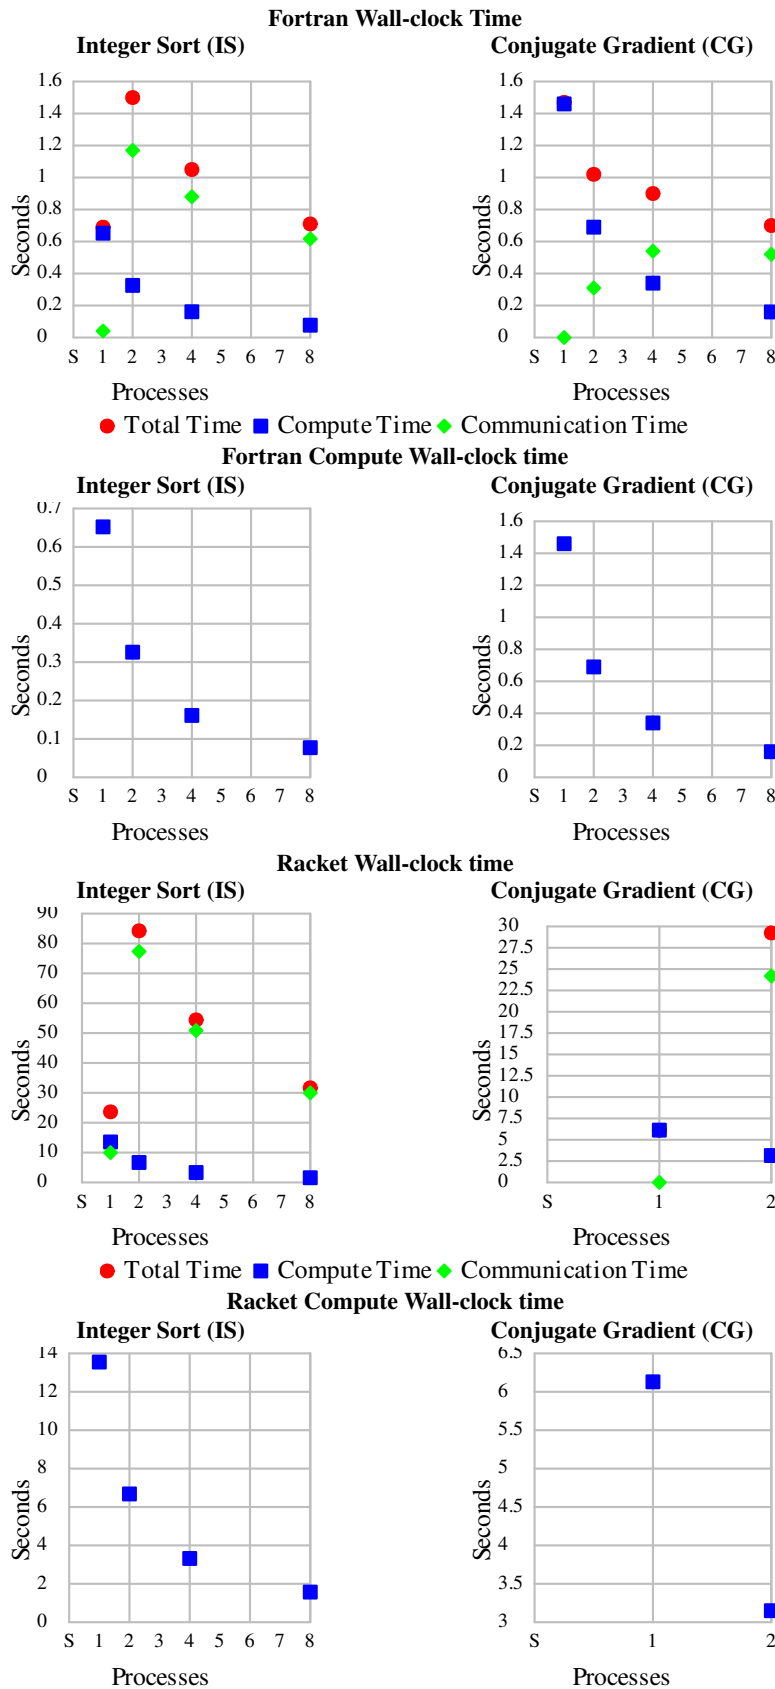 Fortran Wall-clock Time
Integer Sort (IS)
1.6
1.4
1.2
1
0.8
0.6
0.4
0.2
0
Seconds
S 1 2 3 4 5 6 7 8
Processes
Conjugate Gradient (CG)
1.6
1.4
1.2
1
0.8
0.6
0.4
0.2
0
Seconds
S 1 2 3 4 5 6 7 8
Processes
Total Time Compute Time Communication Time
Fortran Compute Wall-clock time
Integer Sort (IS)
0.7
0.6
0.5
0.4
0.3
0.2
0.1
0
Seconds
S 1 2 3 4 5 6 7 8
Processes
Conjugate Gradient (CG)
1.6
1.4
1.2
1
0.8
0.6
0.4
0.2
0
Seconds
S 1 2 3 4 5 6 7 8
Processes
Racket Wall-clock time
Integer Sort (IS)
90
80
70
60
50
40
30
20
10
0
Seconds
S 1 2 3 4 5 6 7 8
Processes
Conjugate Gradient (CG)
30
27.5
25
22.5
20
17.5
15
12.5
10
7.5
5
2.5
0
Seconds
S 1 2
Processes
Total Time Compute Time Communication Time
Racket Compute Wall-clock time
Integer Sort (IS)
14
12
10
8
6
4
2
0
Seconds
S 1 2 3 4 5 6 7 8
Processes
Conjugate Gradient (CG)
6.5
6
5.5
5
4.5
4
3.5
3
Seconds
S 1 2
Processes